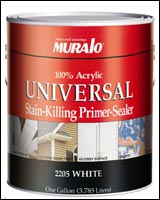 MURALO
100% Acrylic
UNIVERSAL
Stain-Killing Primer-Sealer
GLOSSY SURFACE
2205 WHITE
One Gallon (3.785 Liters)